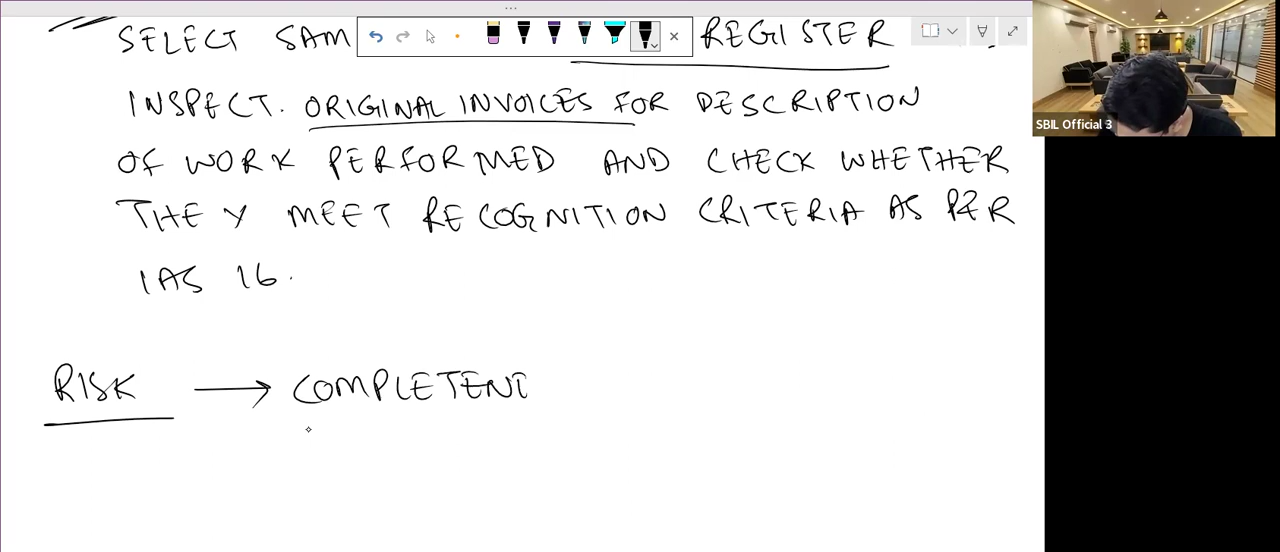 SELECT SAM REGISTER
INSPECT. ORIGINAL INVOICES FOR DESCRIPTION
OF WORK PERFORMED AND CHECK WHETHER
THEY MEET RECOGNITION CRITERIA AS PER
IAS 16.
RISK → COMPLETEN
SBIL Official 3